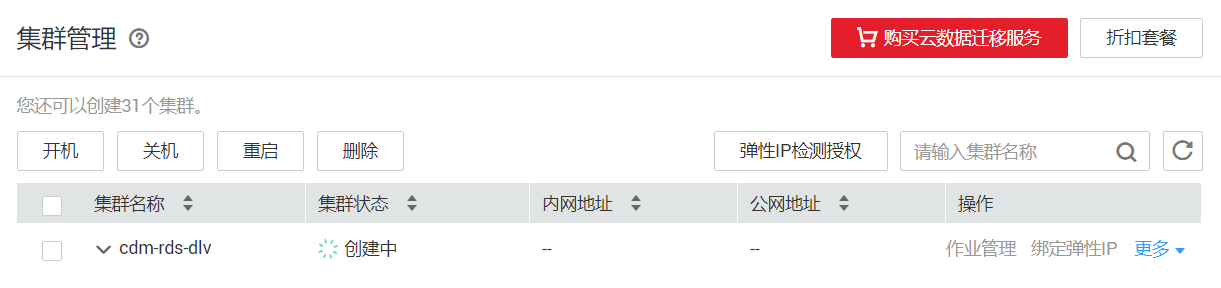 集群管理 ? 购买云数据迁移服务 折扣套餐
您还可以创建31个集群。
开机 关机 重启 删除 弹性IP检测授权 请输入集群名称
集群名称 集群状态 内网地址 公网地址 操作
cdm-rds-dlv 创建中 -- -- 作业管理 绑定弹性IP 更多